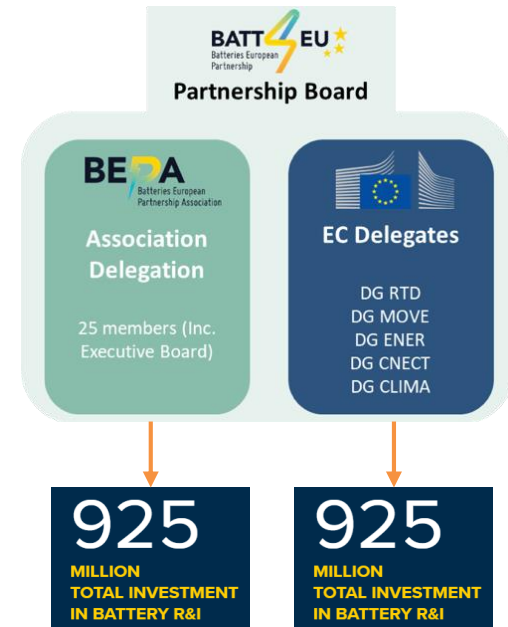 BATT4EU
Batteries European
Partnership
Partnership Board
BEPA
Batteries European
Partnership Association
Association
Delegation
25 members (Inc.
Executive Board)
EC Delegates
DG RTD
DG MOVE
DG ENER
DG CNECT
DG CLIMA
925
MILLION
TOTAL INVESTMENT
IN BATTERY R&I
925
MILLION
TOTAL INVESTMENT
IN BATTERY R&I